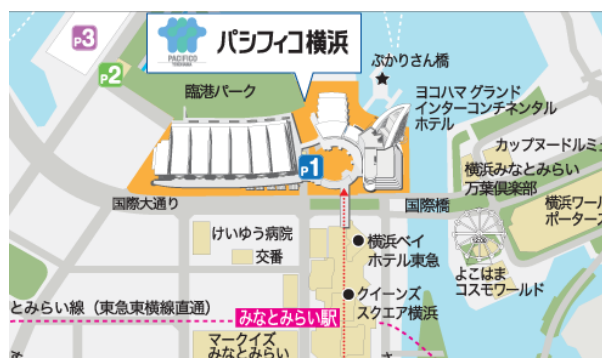 P3
P2
PACIFICO
YOKOHAMA
パシフィコ横浜
ぷかりさん橋
臨港パーク
ヨコハマ グランド
インターコンチネンタル
ホテル
カップヌードルミュ
P1
横浜みなとみらい
万葉倶楽部
国際大通り
国際橋
横浜ワール
ポーターズ
けいゆう病院
交番
横浜ベイ
ホテル東急
よこはま
コスモワールド
クイーンズ
スクエア横浜
とみらい線（東急東横線直通）
みなとみらい駅
マークイズ
みなとみらい